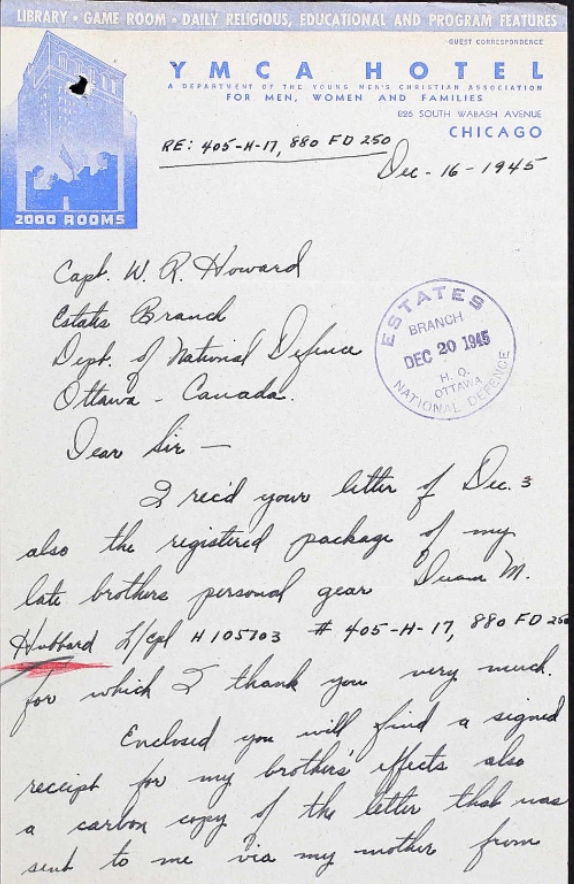 LIBRARY • GAME ROOM • DAILY RELIGIOUS, EDUCATIONAL AND PROGRAM FEATURES
GUEST CORRESPONDENCE
YMCA HOTEL
A DEPARTMENT OF THE YOUNG MEN'S CHRISTIAN ASSOCIATION
FOR MEN, WOMEN AND FAMILIES
826 SOUTH WABASH AVENUE
CHICAGO
2000 ROOMS
RE: 405-H-17, 880 FD 250
Dec - 16 - 1945
Capt. W. R. Howard
Estates Branch
Dept. of National Defence
Ottawa - Canada.
ESTATES
BRANCH
DEC 20 1945
H. Q.
OTTAWA
NATIONAL DEFENCE
Dear Sir —
I rec'd your letter of Dec. 3
also the registered package of my
late brothers personal gear Duane M.
Hubbard L/cpl H 105703 # 405-H-17, 880 FD 250
for which I thank you very much.
Enclosed you will find a signed
receipt for my brothers' effects also
a carbon copy of the letter that was
sent to me via my mother from